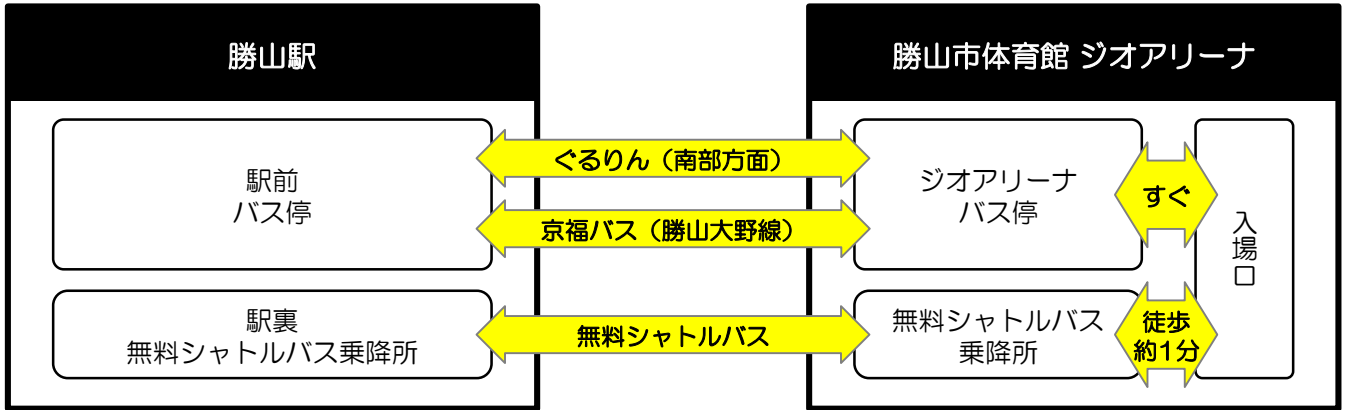 勝山駅
勝山市体育館 ジオアリーナ
駅前
バス停
ぐるりん（南部方面）
京福バス（勝山大野線）
ジオアリーナ
バス停
すぐ
入場口
駅裏
無料シャトルバス乗降所
無料シャトルバス
無料シャトルバス
乗降所
徒歩
約1分